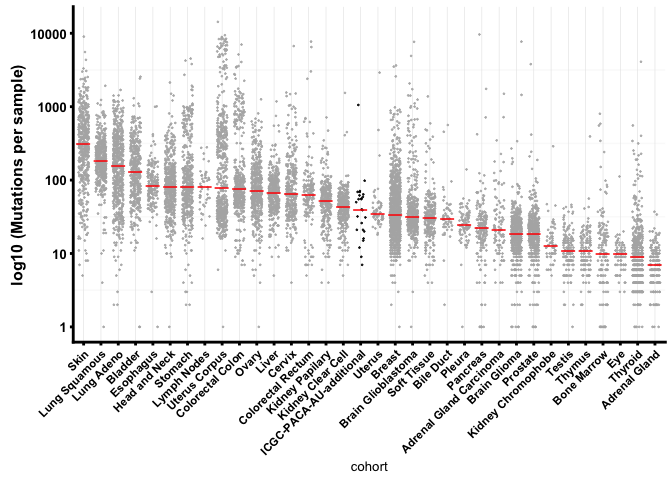 log10 (Mutations per sample)
10000
1000
100
10
1
Skin
Lung Squamous
Lung Adeno
Bladder
Esophagus
Head and Neck
Stomach
Lymph Nodes
Uterus Corpus
Colorectal Colon
Ovary
Liver
Cervix
Colorectal Rectum
Kidney Papilary
Kidney Clear Cell
ICGC-PACA-AU-additional
Uterus
Breast
Brain Glioblastoma
Soft Tissue
Bile Duct
Pleura
Pancreas
Adrenal Gland Carcinoma
Brain Glioma
Prostate
Kidney Chromophobe
Testis
Thymus
Bone Marrow
Eye
Thyroid
Adrenal Gland
cohort